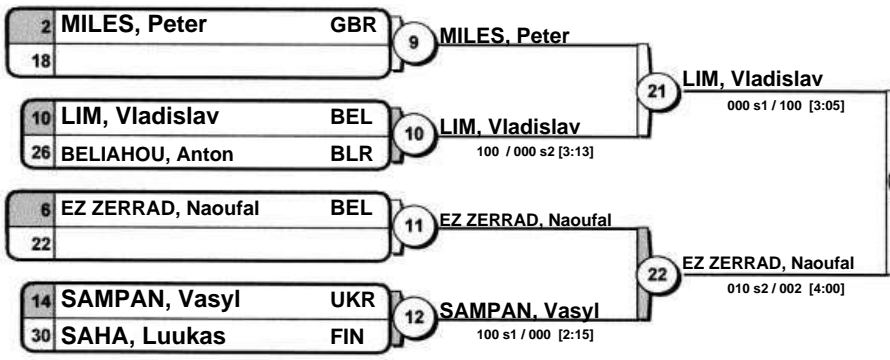 2 MILES, Peter GBR
18
9 MILES, Peter
10 LIM, Vladislav BEL
26 BELIAHOU, Anton BLR
10 LIM, Vladislav
100 / 000 s2 [3:13]
21 LIM, Vladislav
000 s1 / 100 [3:05]
6 EZ ZERRAD, Naoufal BEL
22
11 EZ ZERRAD, Naoufal
14 SAMPAN, Vasyl UKR
30 SAHA, Luukas FIN
12 SAMPAN, Vasyl
100 s1 / 000 [2:15]
22 EZ ZERRAD, Naoufal
010 s2 / 002 [4:00]